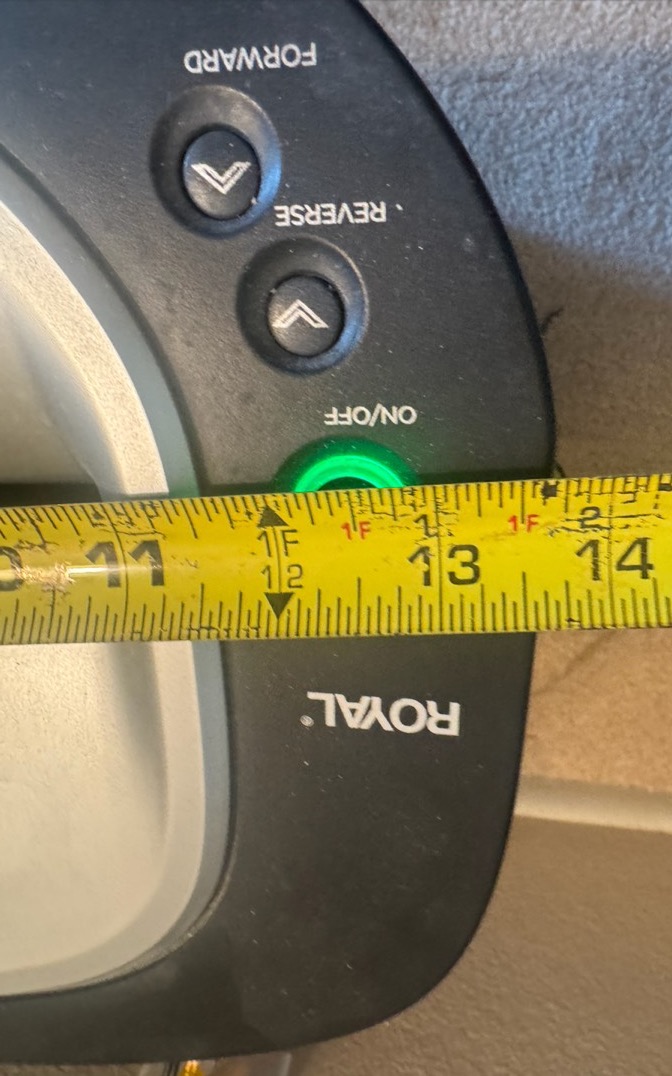 FORWARD
REVERSE
ON/OFF
1F 1 1F 2
11 1F 13 14
12
ROYAL®